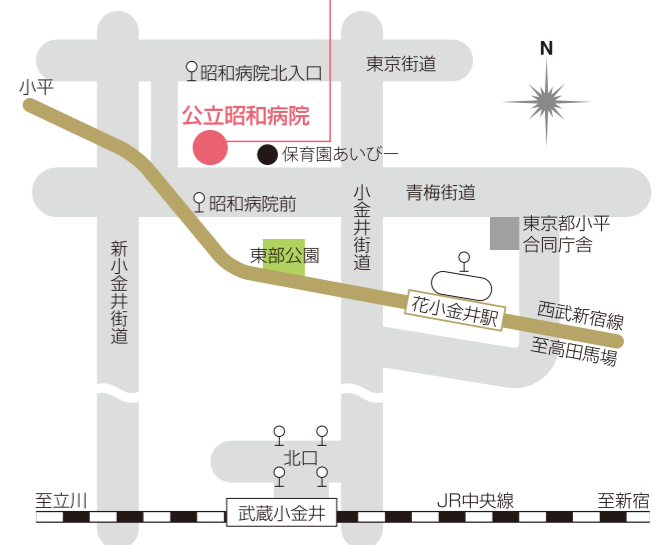 N
東京街道
昭和病院北入口
小平
公立昭和病院
保育園あいびー
青梅街道
小金井街道
昭和病院前
東京都小平
合同庁舎
新小金井街道
東部公園
花小金井駅
西武新宿線
至高田馬場
北口
至立川
武蔵小金井
JR中央線
至新宿